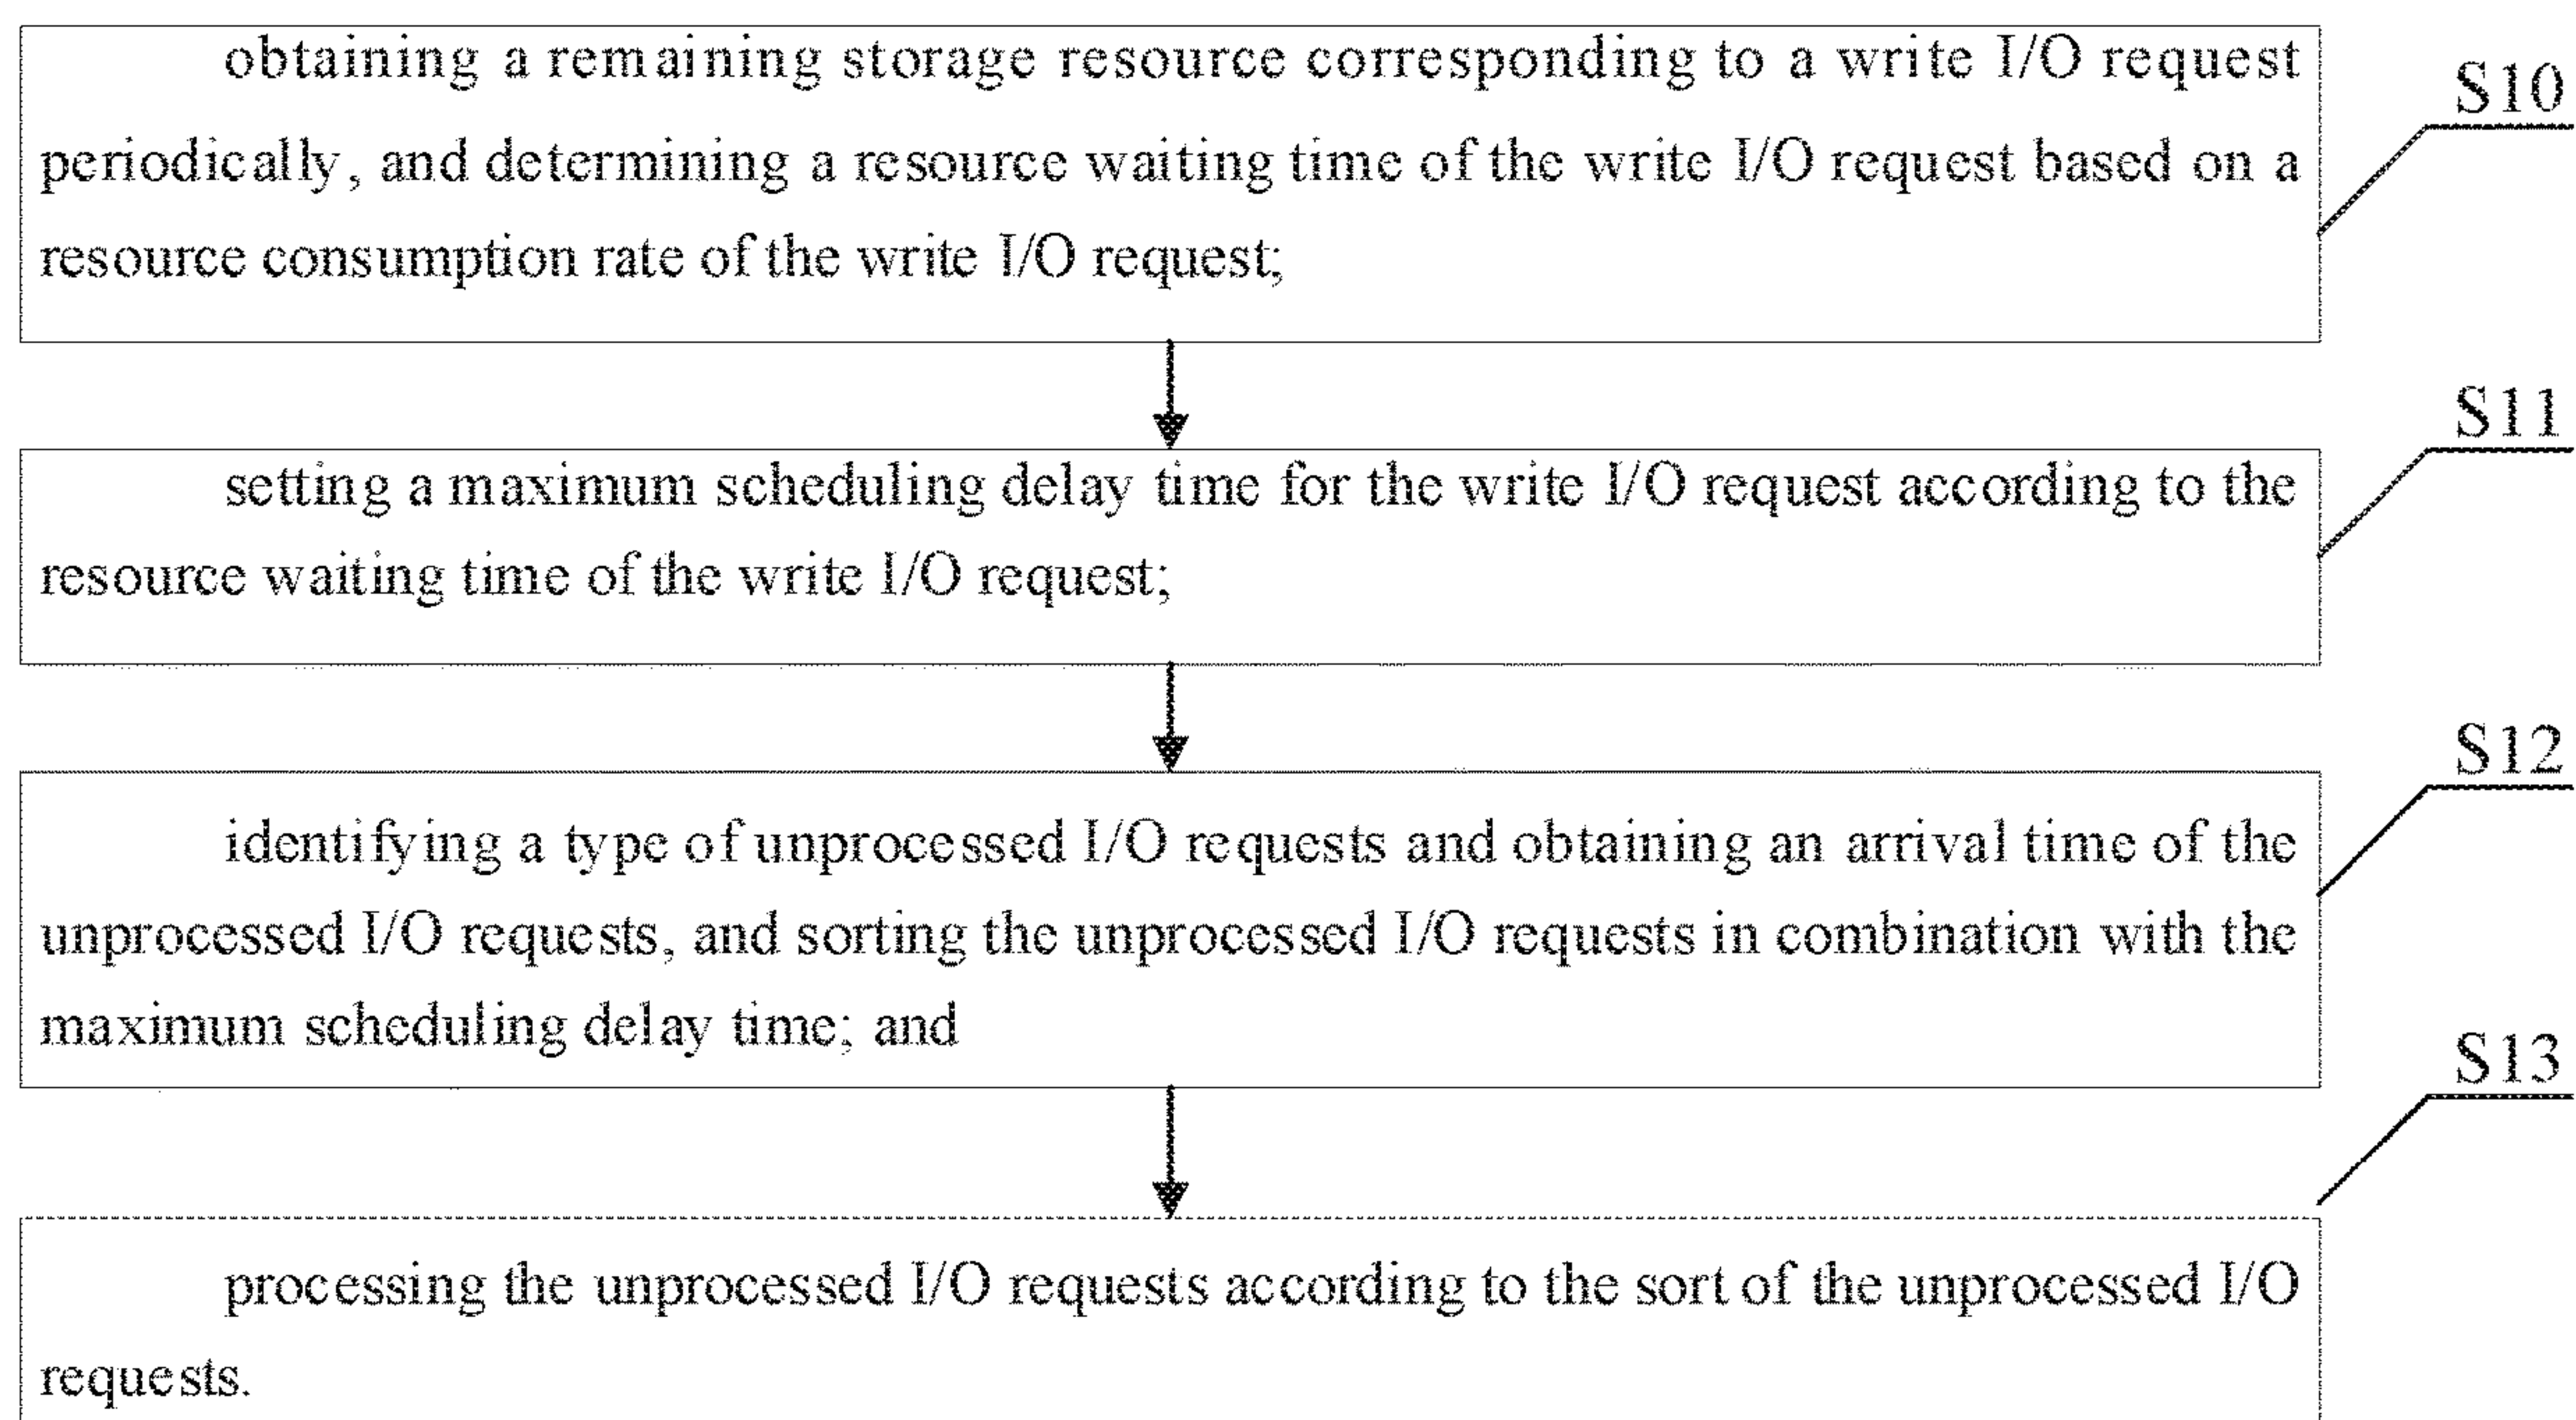 obtaining a remaining storage resource corresponding to a write I/O request
S10
periodically, and determining a resource waiting time of the write I/O request based on a
resource consumption rate of the write I/O request;
S11
setting a maximum scheduling delay time for the write I/O request according to the
resource waiting time of the write I/O request;
S12
identifying a type of unprocessed I/O requests and obtaining an arrival time of the
unprocessed I/O requests, and sorting the unprocessed I/O requests in combination with the
maximum scheduling delay time; and
S13
processing the unprocessed I/O requests according to the sort of the unprocessed I/O
requests.